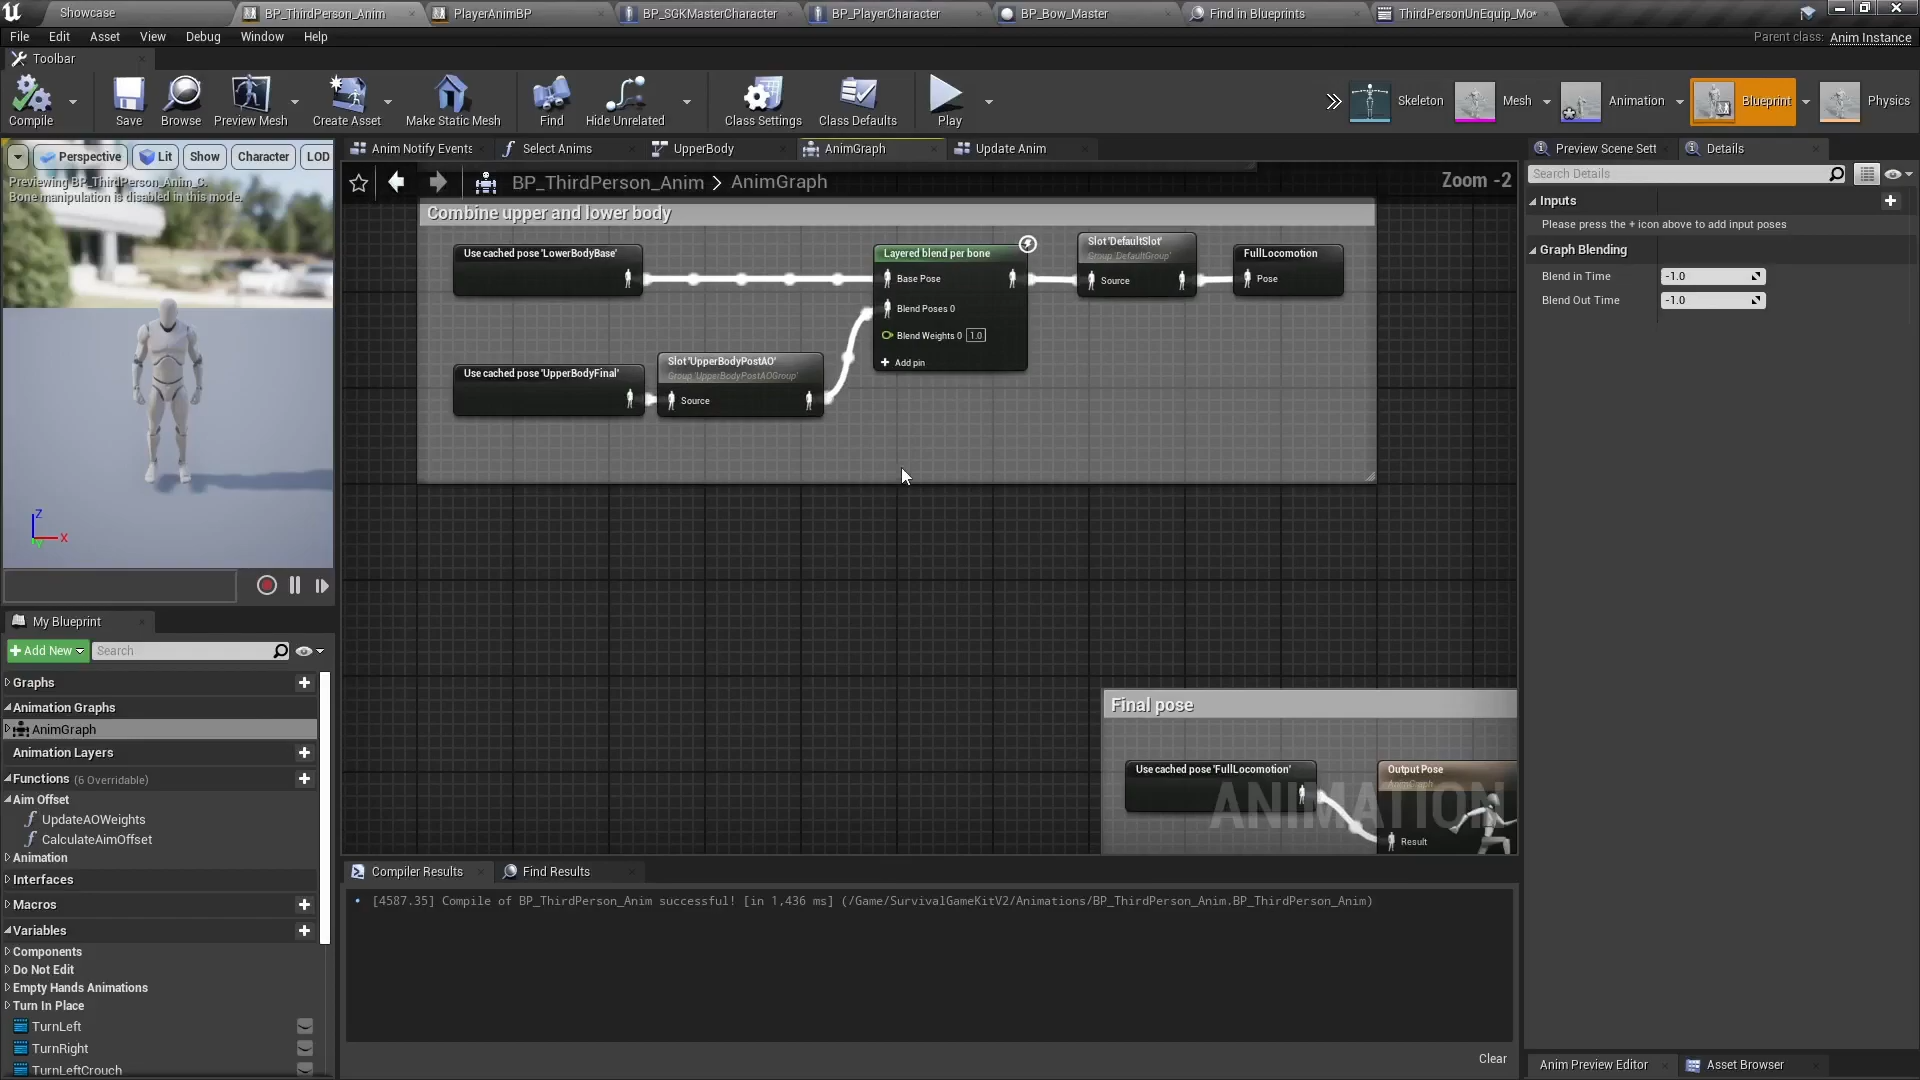 Showcase
BP_ThirdPerson_Anim
PlayerAnimBP
BP_SGKMasterCharacter
BP_PlayerCharacter
BP_Bow_Master
Find in Blueprints
ThirdPersonUnEquip_Mo*
File Edit Asset View Debug Window Help
Parent class: Anim Instance
Toolbar
Compile
Save
Browse
Preview Mesh
Create Asset
Make Static Mesh
Find
Hide Unrelated
Class Settings
Class Defaults
Play
Skeleton
Mesh
Animation
Blueprint
Physics
Perspective
Lit
Show
Character
LOD
Previewing BP_ThirdPerson_Anim_C.
Bone manipulation is disabled in this mode.
Z
X
Y
Anim Notify Events
Select Anims
UpperBody
AnimGraph
Update Anim
BP_ThirdPerson_Anim > AnimGraph
Zoom -2
Combine upper and lower body
Use cached pose 'LowerBodyBase'
Layered blend per bone
Base Pose
Blend Poses 0
Blend Weights 0 1.0
Add pin
Slot 'DefaultSlot'
Group 'DefaultGroup'
Source
FullLocomotion
Pose
Use cached pose 'UpperBodyFinal'
Slot 'UpperBodyPostAO'
Group 'UpperBodyPostAOGroup'
Source
Final pose
Use cached pose 'FullLocomotion'
Output Pose
AnimGraph
Result
ANIMATION
Preview Scene Sett
Details
Search Details
Inputs
Please press the + icon above to add input poses
Graph Blending
Blend in Time -1.0
Blend Out Time -1.0
My Blueprint
Add New
Search
Graphs
Animation Graphs
AnimGraph
Animation Layers
Functions (6 Overridable)
Aim Offset
UpdateAOWeights
CalculateAimOffset
Animation
Interfaces
Macros
Variables
Components
Do Not Edit
Empty Hands Animations
Turn In Place
TurnLeft
TurnRight
TurnLeftCrouch
Compiler Results
Find Results
[4587.35] Compile of BP_ThirdPerson_Anim successful! [in 1,436 ms] (/Game/SurvivalGameKitV2/Animations/BP_ThirdPerson_Anim.BP_ThirdPerson_Anim)
Clear
Anim Preview Editor
Asset Browser